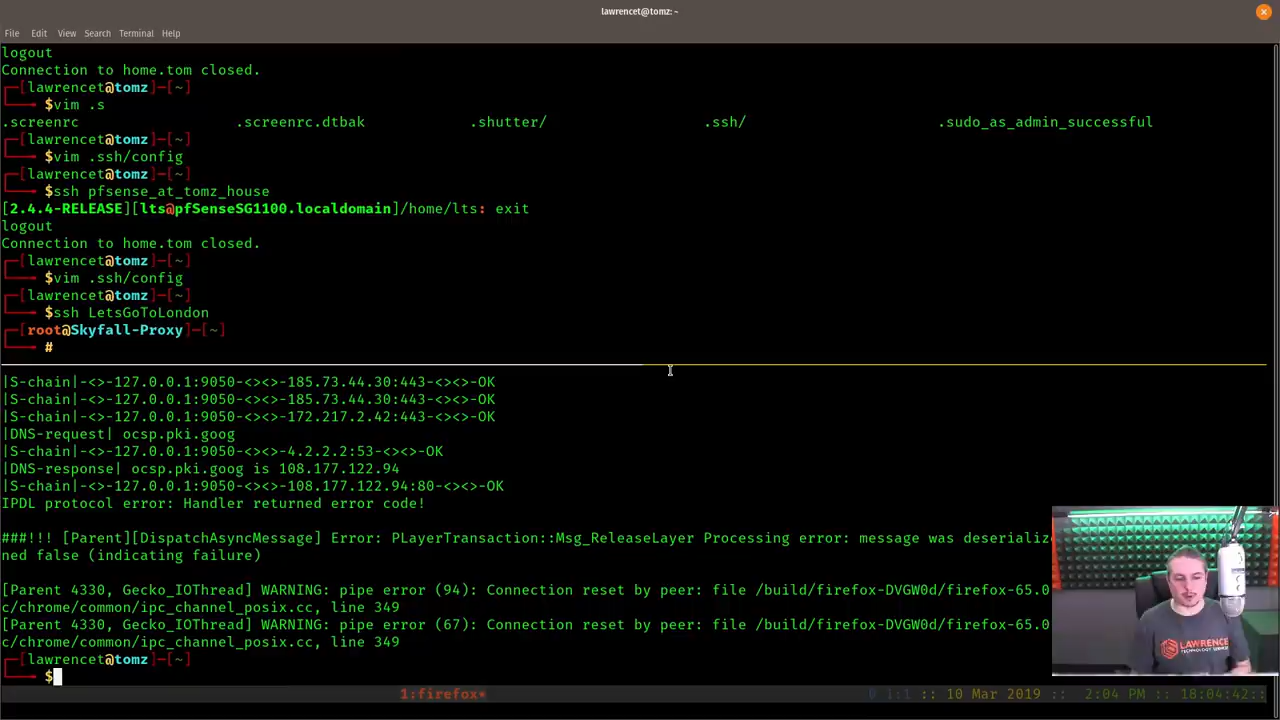 lawrencet@tomz: ~
File Edit View Search Terminal Help
logout
Connection to home.tom closed.
[lawrencet@tomz]-[~]
$vim .s
.screenrc .screenrc.dtbak .shutter/ .ssh/ .sudo_as_admin_successful
[lawrencet@tomz]-[~]
$vim .ssh/config
[lawrencet@tomz]-[~]
$ssh pfsense_at_tomz_house
[2.4.4-RELEASE][lts@pfSenseSG1100.localdomain]/home/lts: exit
logout
Connection to home.tom closed.
[lawrencet@tomz]-[~]
$vim .ssh/config
[lawrencet@tomz]-[~]
$ssh LetsGoToLondon
[root@Skyfall-Proxy]-[~]
#
|S-chain|-<>-127.0.0.1:9050-<><>-185.73.44.30:443-<><>-OK
|S-chain|-<>-127.0.0.1:9050-<><>-185.73.44.30:443-<><>-OK
|S-chain|-<>-127.0.0.1:9050-<><>-172.217.2.42:443-<><>-OK
|DNS-request| ocsp.pki.goog
|S-chain|-<>-127.0.0.1:9050-<><>-4.2.2.2:53-<><>-OK
|DNS-response| ocsp.pki.goog is 108.177.122.94
|S-chain|-<>-127.0.0.1:9050-<><>-108.177.122.94:80-<><>-OK
IPDL protocol error: Handler returned error code!
###!!! [Parent][DispatchAsyncMessage] Error: PLayerTransaction::Msg_ReleaseLayer Processing error: message was deserialize
ned false (indicating failure)
[Parent 4330, Gecko_IOThread] WARNING: pipe error (94): Connection reset by peer: file /build/firefox-DVGW0d/firefox-65.0
c/chrome/common/ipc_channel_posix.cc, line 349
[Parent 4330, Gecko_IOThread] WARNING: pipe error (67): Connection reset by peer: file /build/firefox-DVGW0d/firefox-65.0
c/chrome/common/ipc_channel_posix.cc, line 349
[lawrencet@tomz]-[~]
$
LAWRENCE
TECHNOLOGY SERVICES
1:firefox* 1:1 :: 10 Mar 2019 :: 2:04 PM :: 18:04:42::